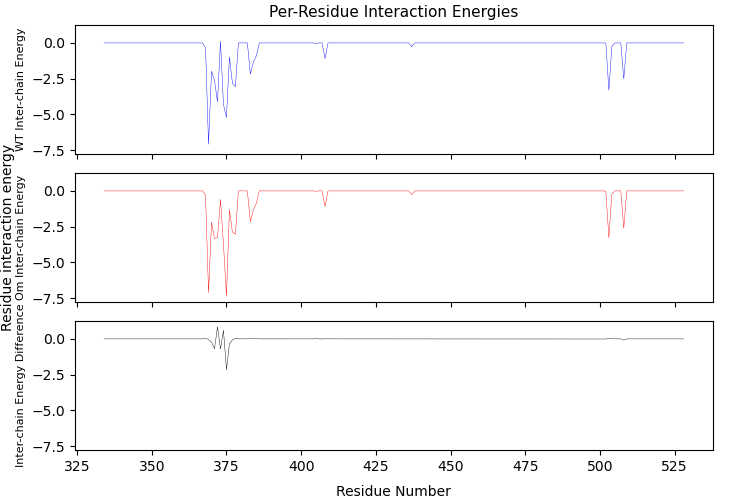 Per-Residue Interaction Energies
WT Inter-chain Energy
0.0
−2.5
−5.0
−7.5
Residue interaction energy
Om Inter-chain Energy
0.0
−2.5
−5.0
−7.5
Inter-chain Energy Difference
0.0
−2.5
−5.0
−7.5
325 350 375 400 425 450 475 500 525
Residue Number